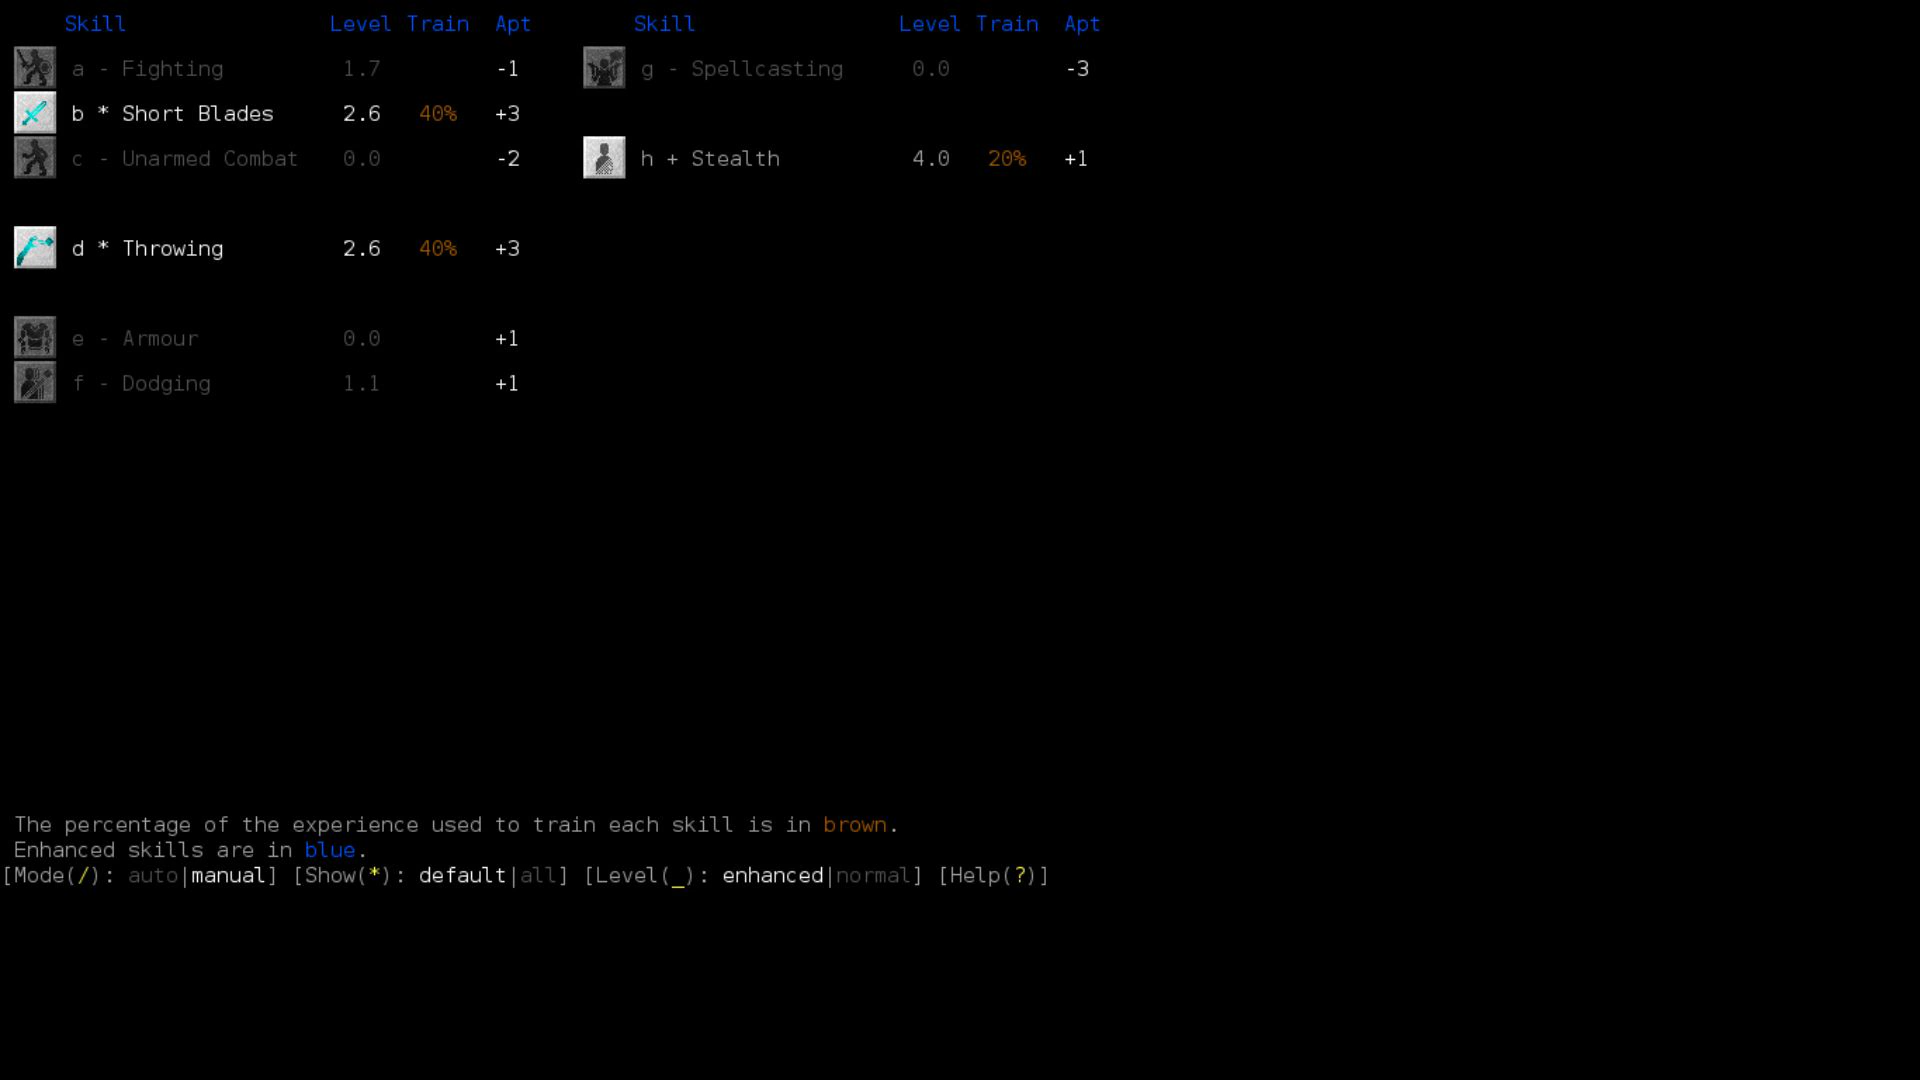 Skill Level Train Apt Skill Level Train Apt
a - Fighting 1.7 -1 g - Spellcasting 0.0 -3
b * Short Blades 2.6 40% +3
c - Unarmed Combat 0.0 -2 h + Stealth 4.0 20% +1
d * Throwing 2.6 40% +3
e - Armour 0.0 +1
f - Dodging 1.1 +1
The percentage of the experience used to train each skill is in brown.
Enhanced skills are in blue.
[Mode(/): auto|manual] [Show(*): default|all] [Level(_): enhanced|normal] [Help(?)]